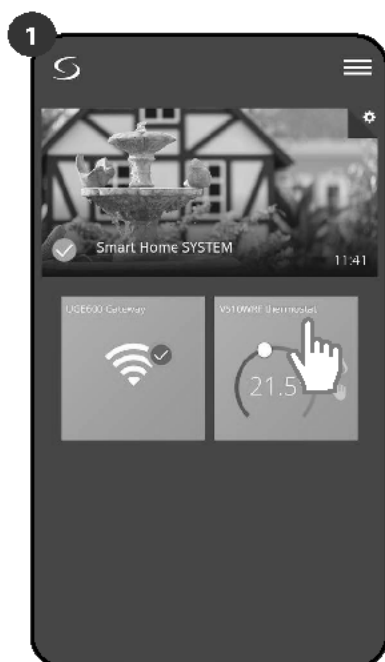 1
Smart Home SYSTEM
11:41
UGE600 Gateway
VS10WRF thermostat
21.5